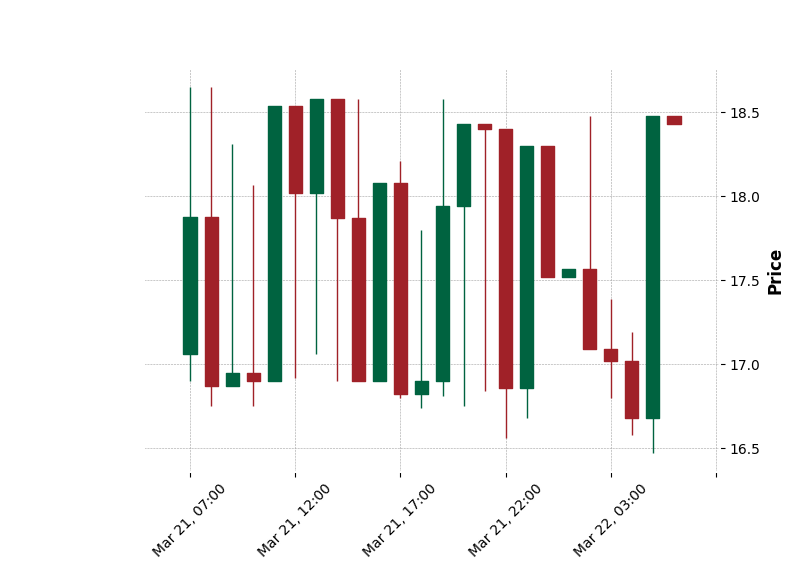 18.5
18.0
17.5
17.0
16.5
Price
Mar 21, 07:00
Mar 21, 12:00
Mar 21, 17:00
Mar 21, 22:00
Mar 22, 03:00